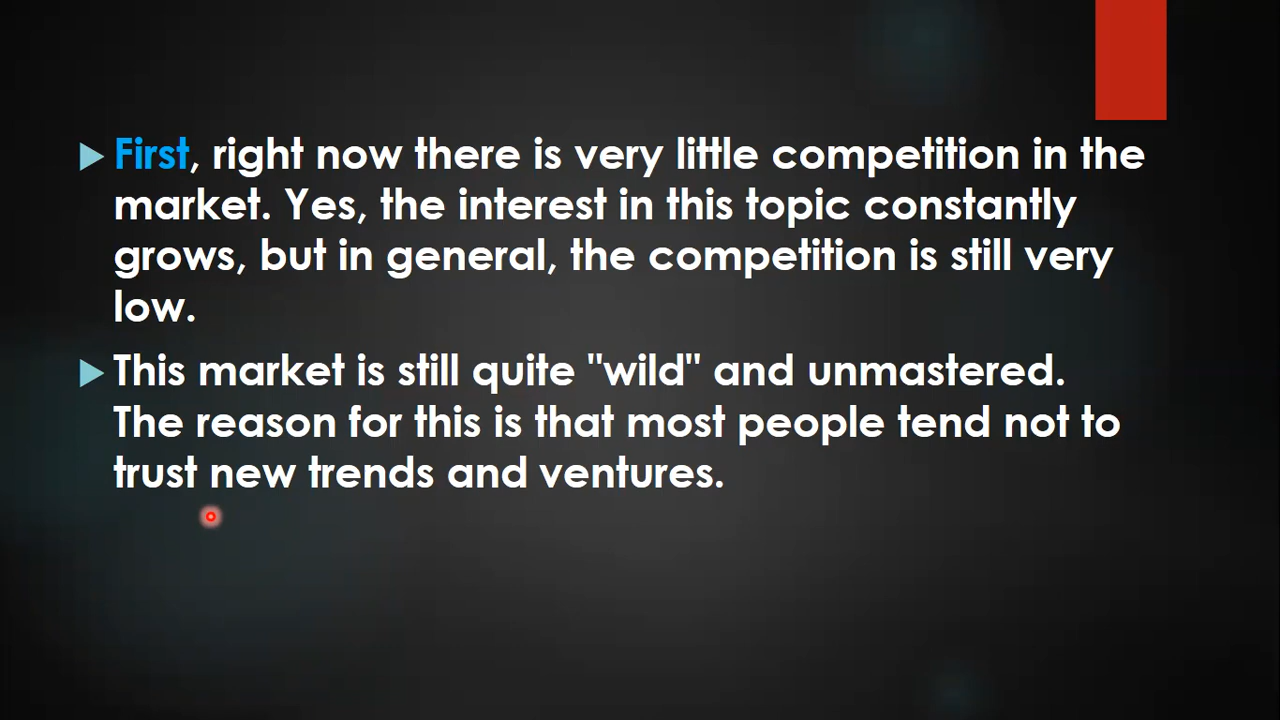 First, right now there is very little competition in the
market. Yes, the interest in this topic constantly
grows, but in general, the competition is still very
low.
This market is still quite "wild" and unmastered.
The reason for this is that most people tend not to
trust new trends and ventures.